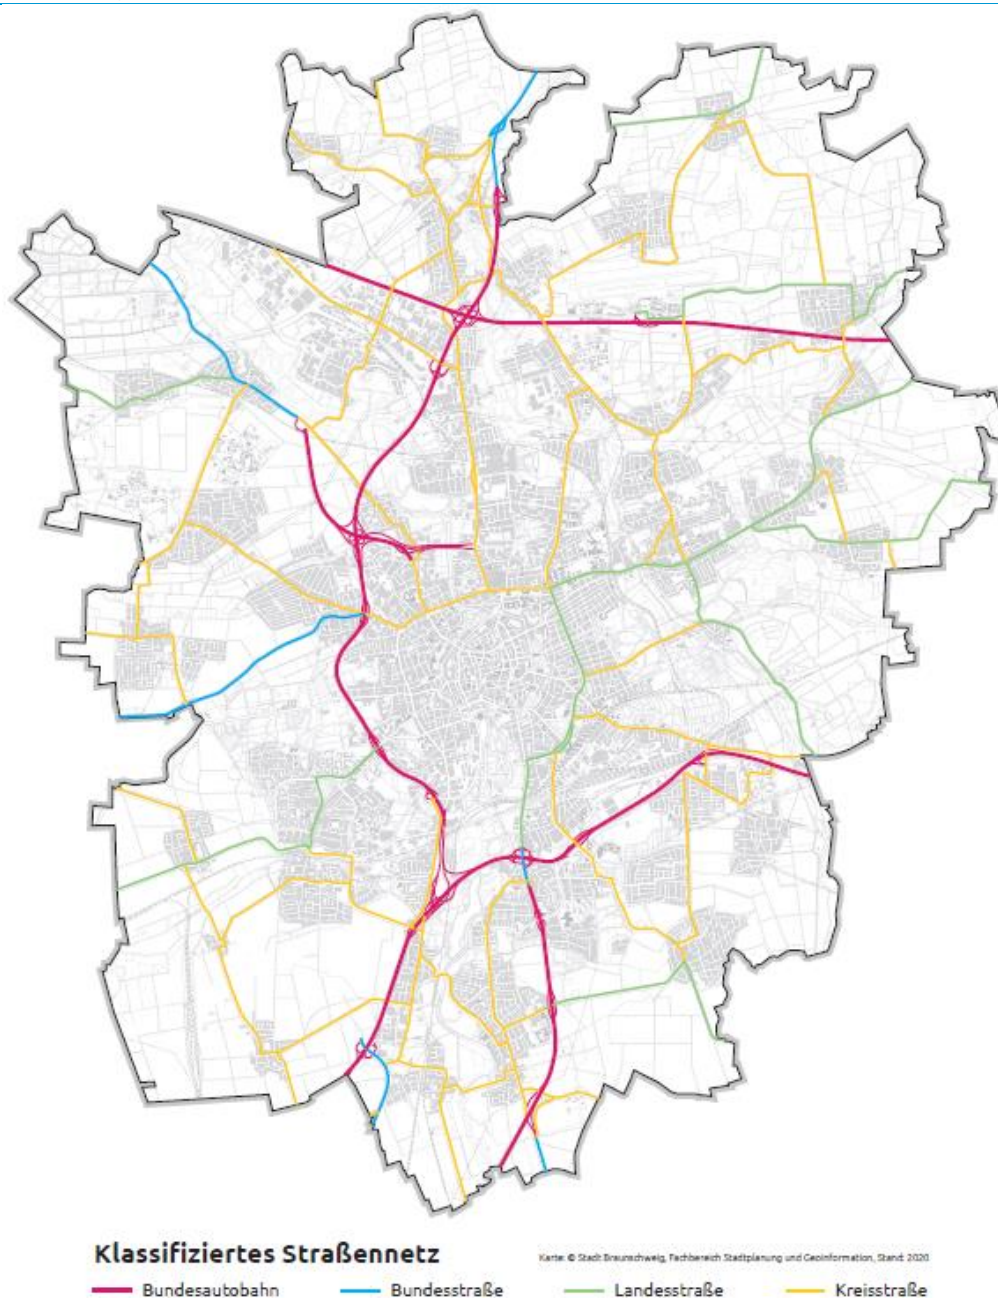 Klassifiziertes Straßennetz
Karte: © Stadt Braunschweig, Fachbereich Stadtplanung und Geoinformation, Stand: 2020
Bundesautobahn
Bundesstraße
Landesstraße
Kreisstraße